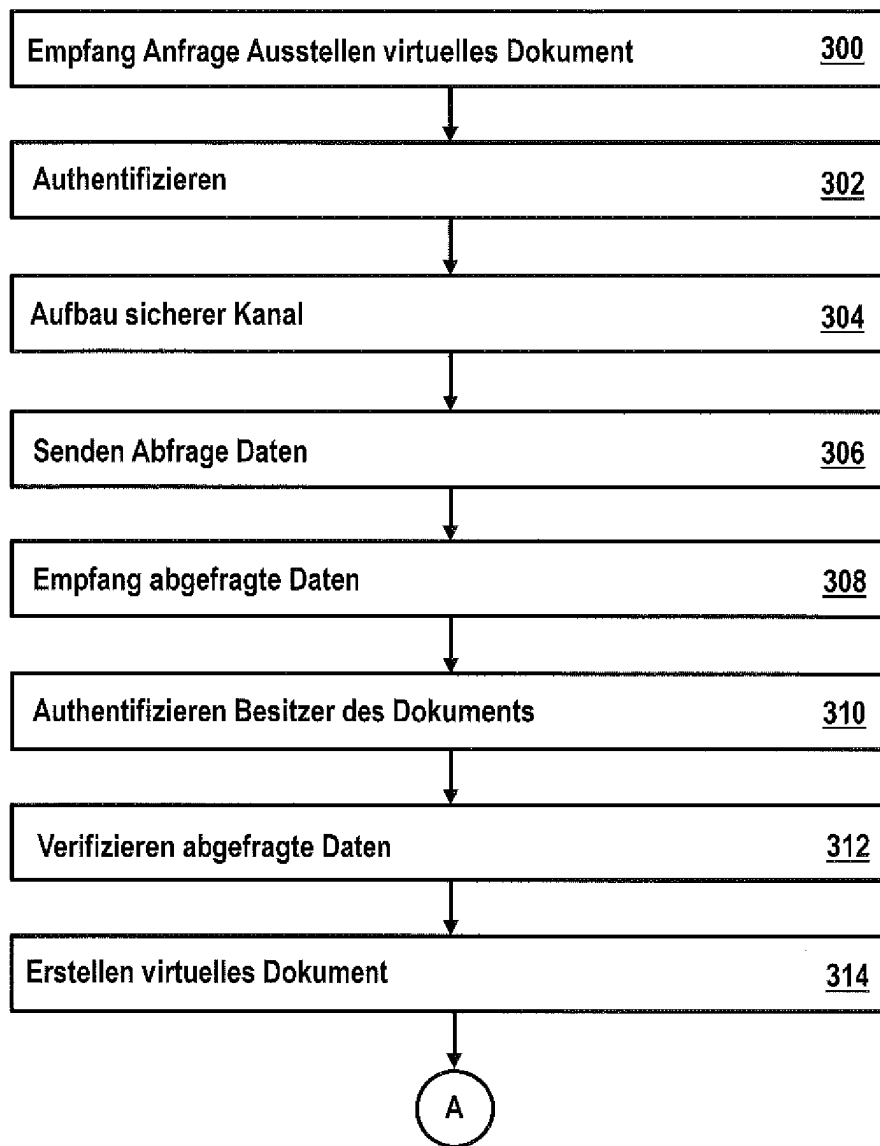 Empfang Anfrage Ausstellen virtuelles Dokument 300
Authentifizieren 302
Aufbau sicherer Kanal 304
Senden Abfrage Daten 306
Empfang abgefragte Daten 308
Authentifizieren Besitzer des Dokuments 310
Verifizieren abgefragte Daten 312
Erstellen virtuelles Dokument 314
A